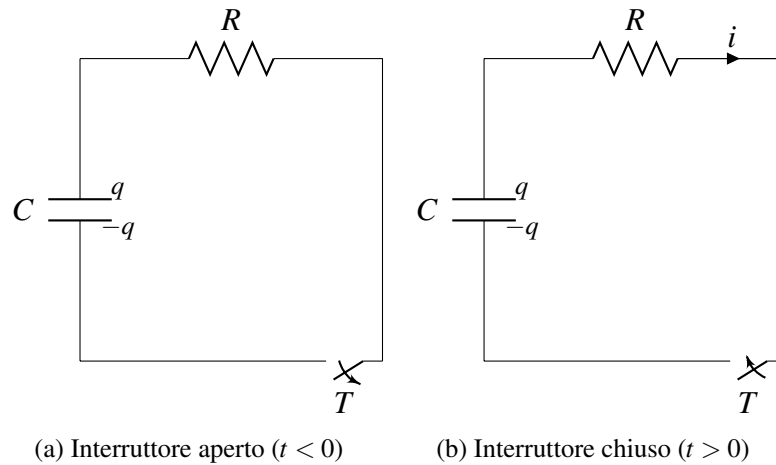 R
R
i
C
q
−q
C
q
−q
T
T
(a) Interruttore aperto (t < 0)
(b) Interruttore chiuso (t > 0)